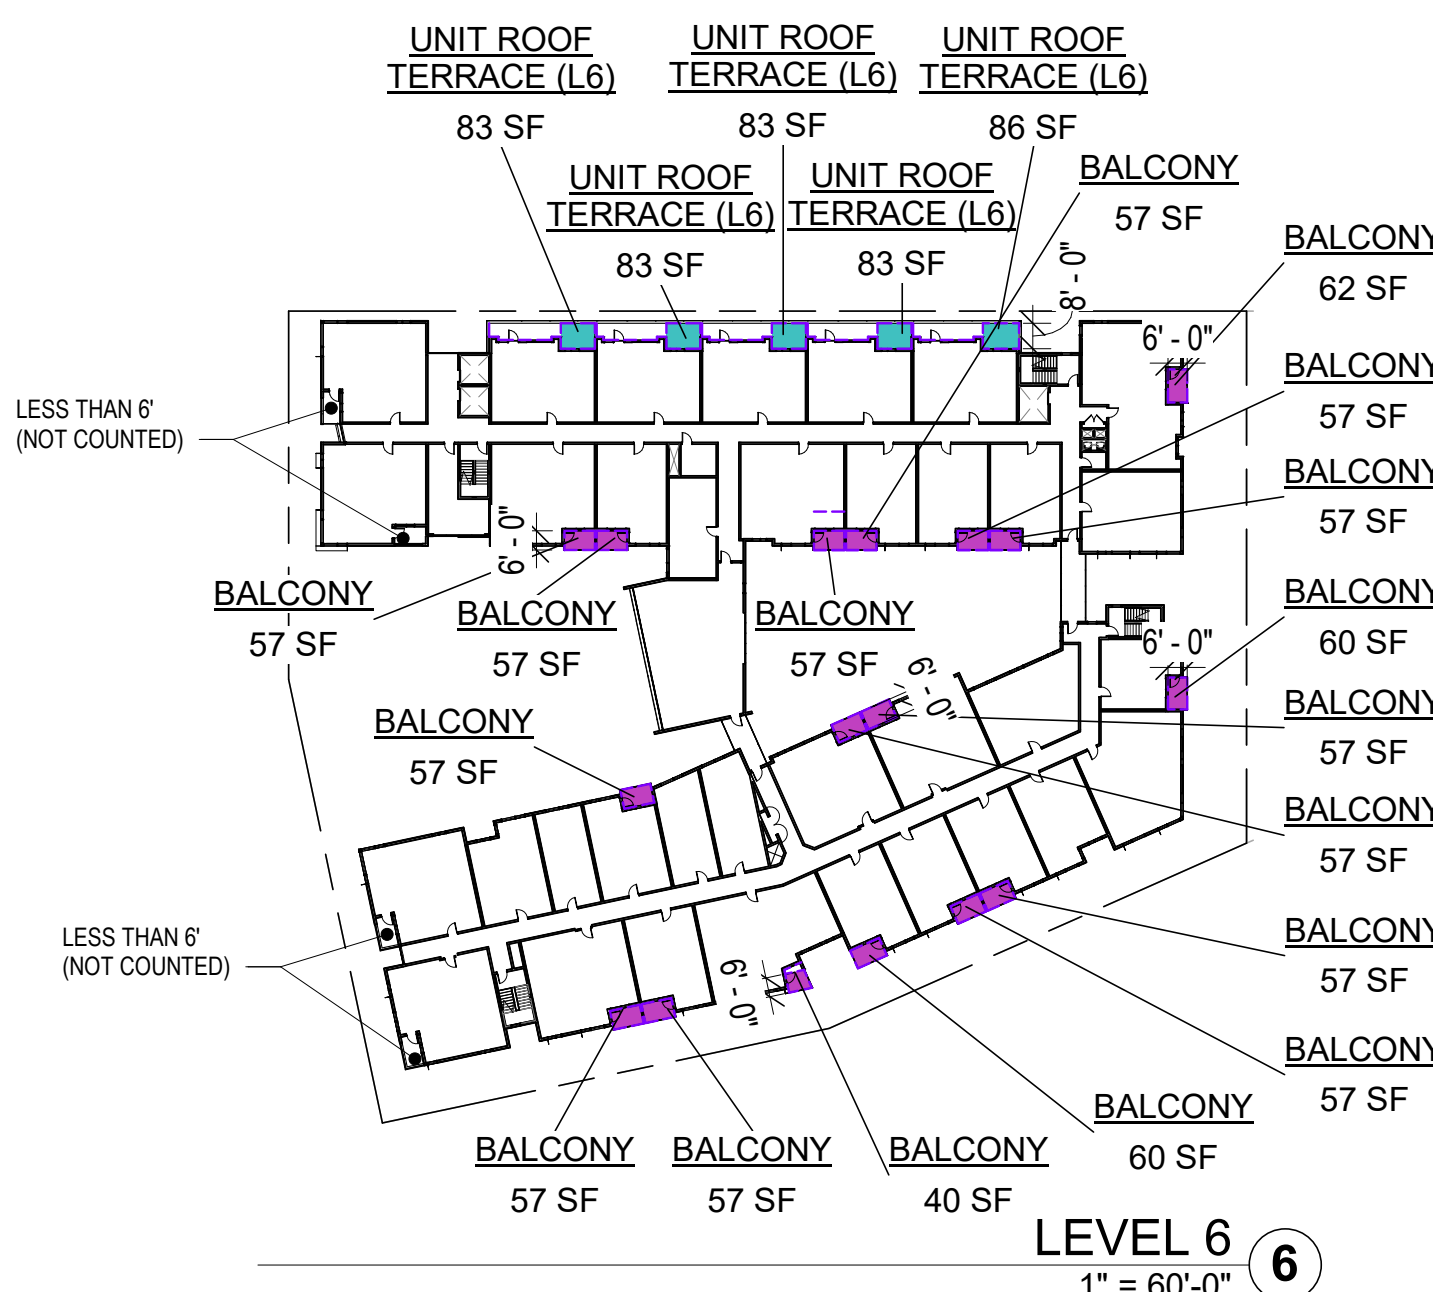 UNIT ROOF
TERRACE (L6)
83 SF
UNIT ROOF
TERRACE (L6)
83 SF
UNIT ROOF
TERRACE (L6)
86 SF
UNIT ROOF
TERRACE (L6)
83 SF
UNIT ROOF
TERRACE (L6)
83 SF
BALCONY
57 SF
BALCONY
62 SF
8' - 0"
6' - 0"
BALCONY
57 SF
LESS THAN 6'
(NOT COUNTED)
BALCONY
57 SF
6' - 0"
BALCONY
57 SF
BALCONY
57 SF
BALCONY
57 SF
BALCONY
60 SF
6' - 0"
6' - 0"
BALCONY
57 SF
BALCONY
57 SF
BALCONY
57 SF
BALCONY
57 SF
LESS THAN 6'
(NOT COUNTED)
6' - 0"
BALCONY
57 SF
BALCONY
60 SF
BALCONY
57 SF
BALCONY
57 SF
BALCONY
40 SF
LEVEL 6
6
1" = 60'-0"